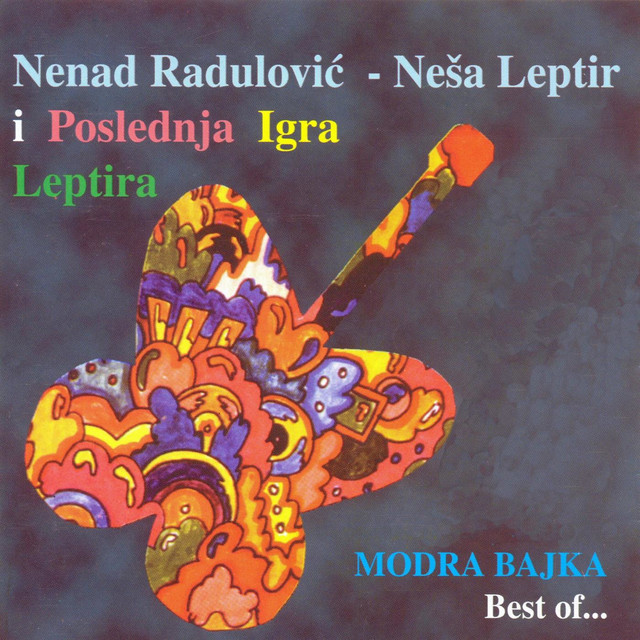 Nenad Radulović - Neša Leptir
i Poslednja Igra
Leptira
MODRA BAJKA
Best of...